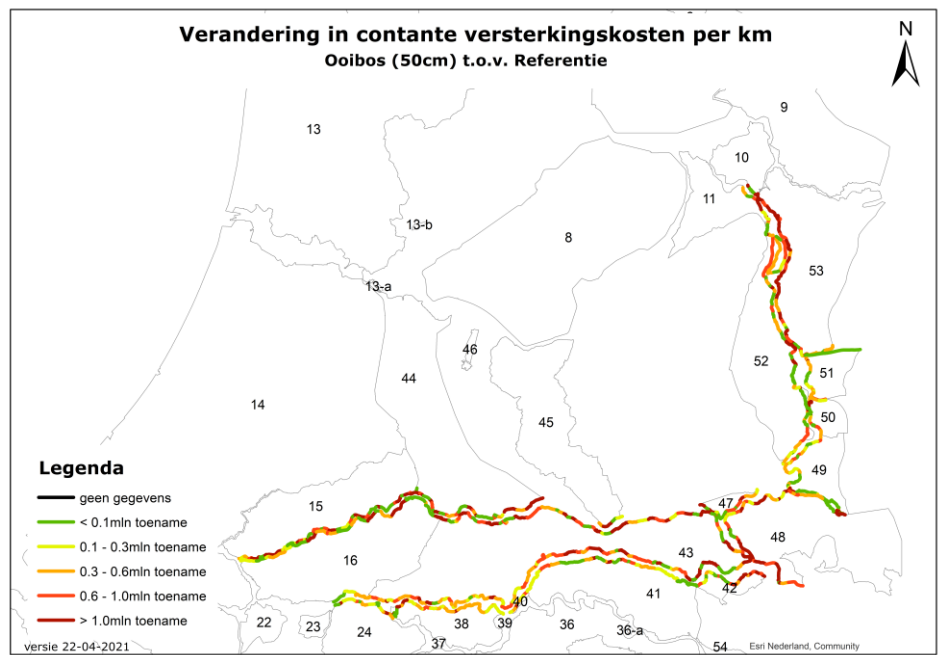 Verandering in contante versterkingskosten per km
Ooibos (50cm) t.o.v. Referentie
N
9
13
10
11
13-b
8
53
13-a
46
52
51
44
14
45
50
49
Legenda
geen gegevens
< 0.1mln toename
0.1 - 0.3mln toename
0.3 - 0.6mln toename
0.6 - 1.0mln toename
> 1.0mln toename
15
47
48
16
43
42
41
40
22
23
24
38
39
36
36-a
37
54
versie 22-04-2021
Esri Nederland, Community